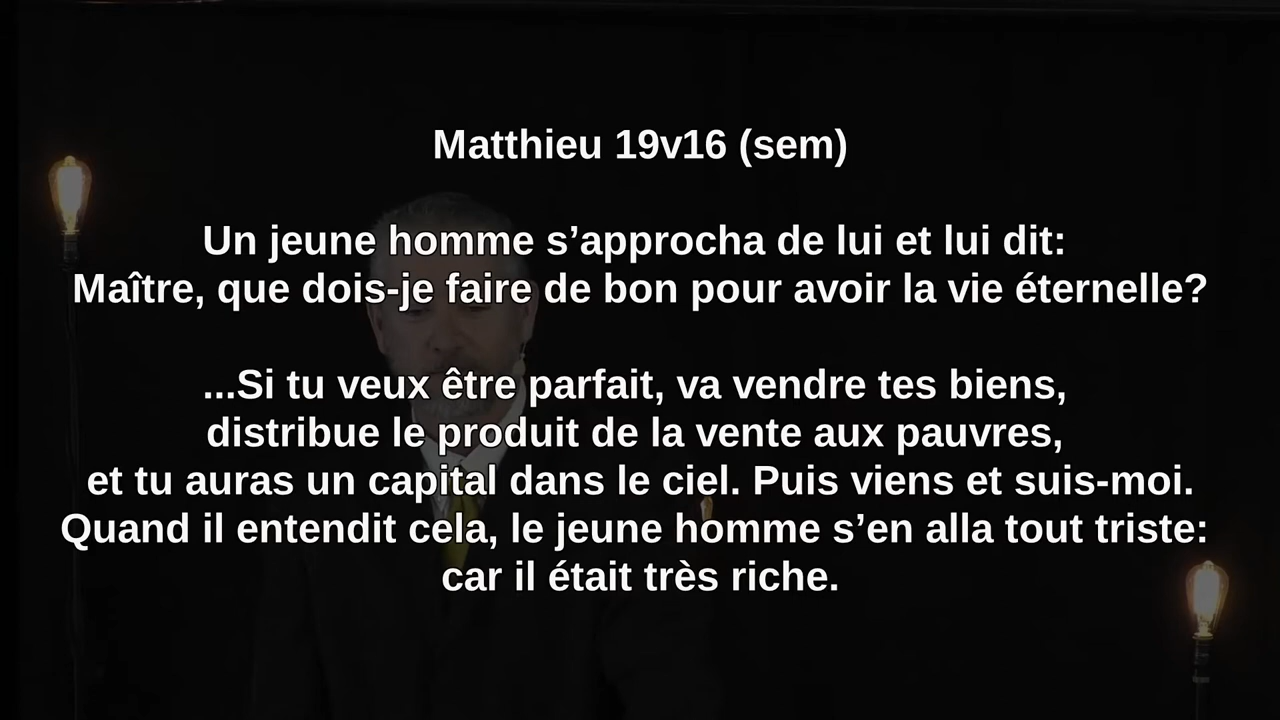 Matthieu 19v16 (sem)
Un jeune homme s’approcha de lui et lui dit:
Maître, que dois-je faire de bon pour avoir la vie éternelle?
...Si tu veux être parfait, va vendre tes biens,
distribue le produit de la vente aux pauvres,
et tu auras un capital dans le ciel. Puis viens et suis-moi.
Quand il entendit cela, le jeune homme s’en alla tout triste:
car il était très riche.